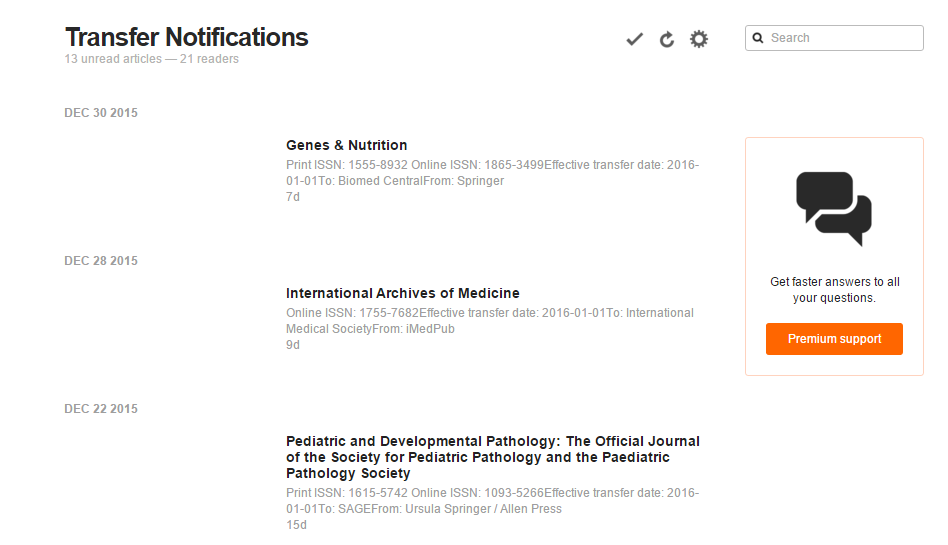 Transfer Notifications
13 unread articles — 21 readers
Search
DEC 30 2015
Genes & Nutrition
Print ISSN: 1555-8932 Online ISSN: 1865-3499Effective transfer date: 2016-
01-01To: Biomed CentralFrom: Springer
7d
DEC 28 2015
International Archives of Medicine
Online ISSN: 1755-7682Effective transfer date: 2016-01-01To: International
Medical SocietyFrom: iMedPub
9d
DEC 22 2015
Pediatric and Developmental Pathology: The Official Journal
of the Society for Pediatric Pathology and the Paediatric
Pathology Society
Print ISSN: 1615-5742 Online ISSN: 1093-5266Effective transfer date: 2016-
01-01To: SAGEFrom: Ursula Springer / Allen Press
15d
Get faster answers to all
your questions.
Premium support